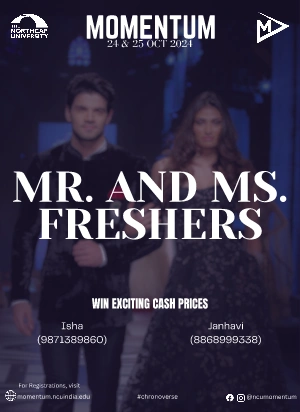 THE
NORTHCAP
UNIVERSITY
MOMENTUM
24 & 25 OCT 2024
M
MR. AND MS.
FRESHERS
WIN EXCITING CASH PRICES
Isha
(9871389860)
Janhavi
(8868999338)
For Registrations, visit
momentum.ncuindia.edu
#chronoverse
@ncumomentum